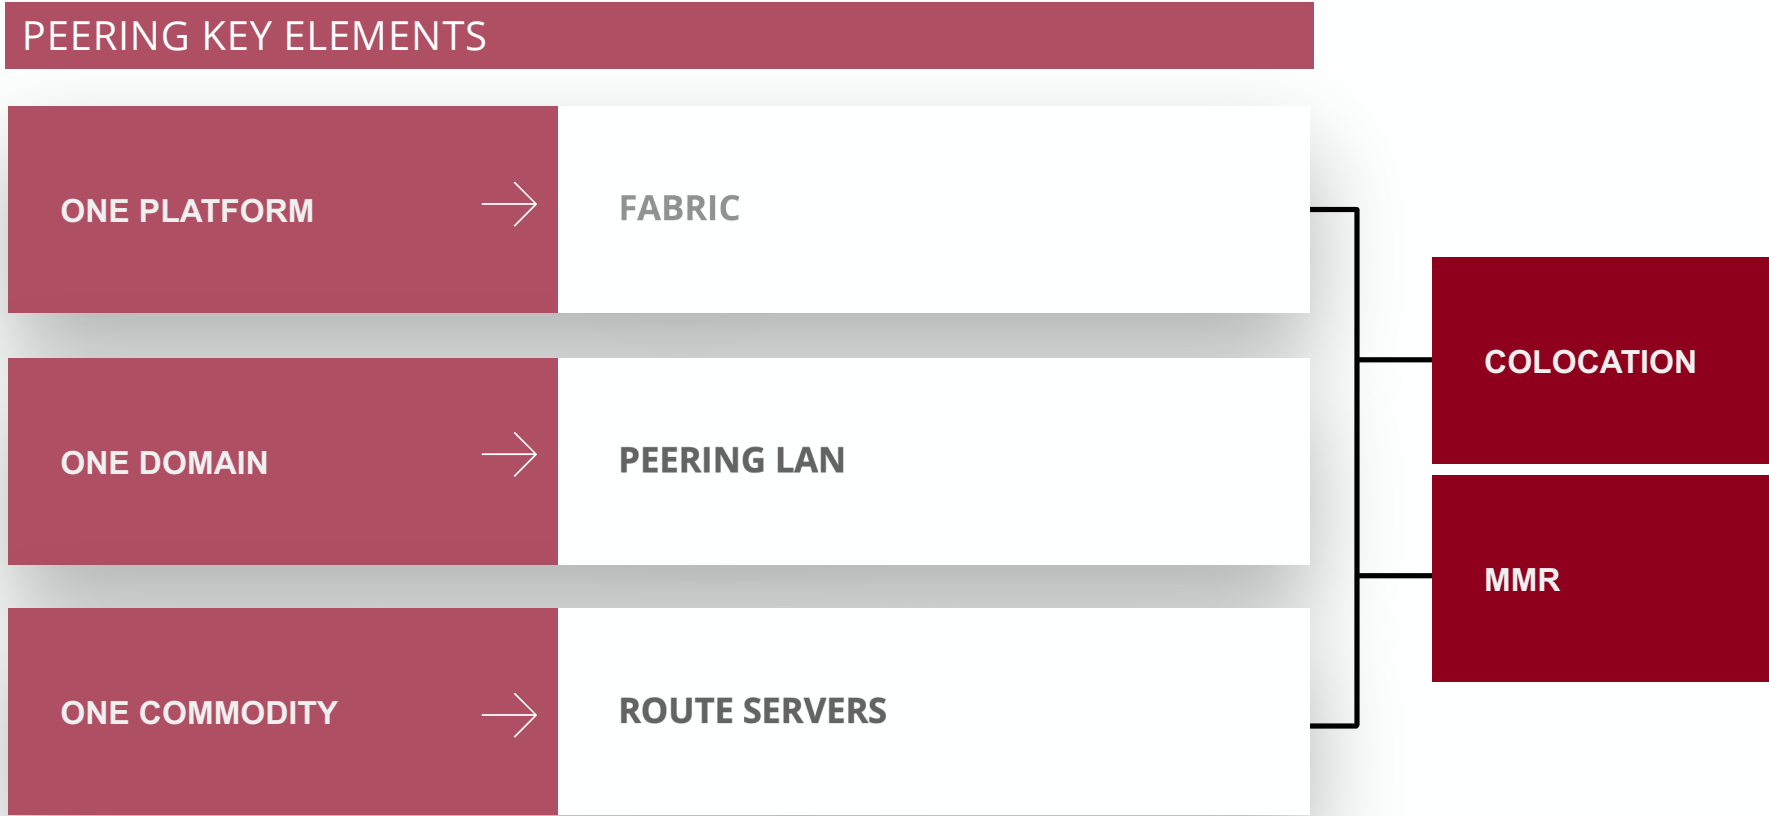 PEERING KEY ELEMENTS
ONE PLATFORM
FABRIC
ONE DOMAIN
PEERING LAN
ONE COMMODITY
ROUTE SERVERS
COLOCATION
MMR